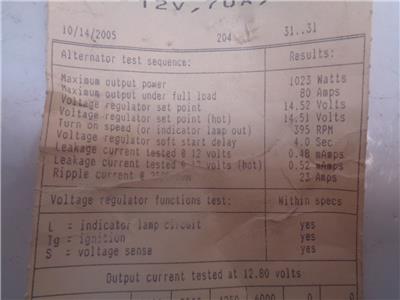 12V,70A,
10/14/2005 204 31..31
Alternator test sequence: Results:
Maximum output power 1023 Watts
Maximum output under full load 80 Amps
Voltage regulator set point 14.52 Volts
Voltage regulator set point (hot) 14.51 Volts
Turn on speed (or indicator lamp out) 395 RPM
Voltage regulator soft start delay 4.0 Sec
Leakage current tested @ 12 volts 0.48 mAmps
Leakage current tested volts (hot) 0.52 mAmps
Ripple current @ 23 Amps
Voltage regulator functions test: Within specs
L = indicator lamp circuit yes
Tg = ignition yes
S = voltage sense yes
Output current tested at 12.80 volts
6000 0 0